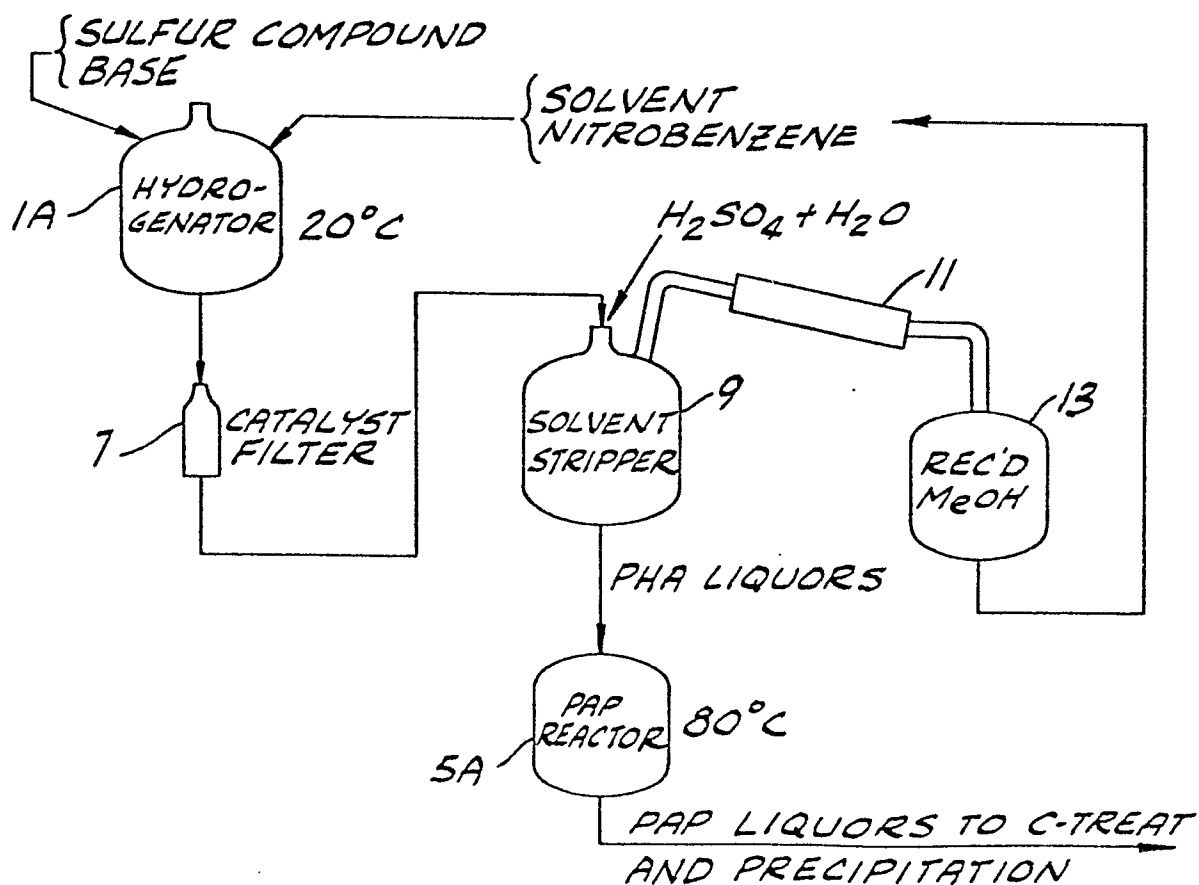 SULFUR COMPOUND
BASE
SOLVENT
NITROBENZENE
1A
HYDRO-
GENATOR
20°C
H₂SO₄ + H₂O
11
7
CATALYST
FILTER
SOLVENT
STRIPPER
9
13
REC'D
MeOH
PHA LIQUORS
PAP
REACTOR
80°C
5A
PAP LIQUORS TO C-TREAT
AND PRECIPITATION